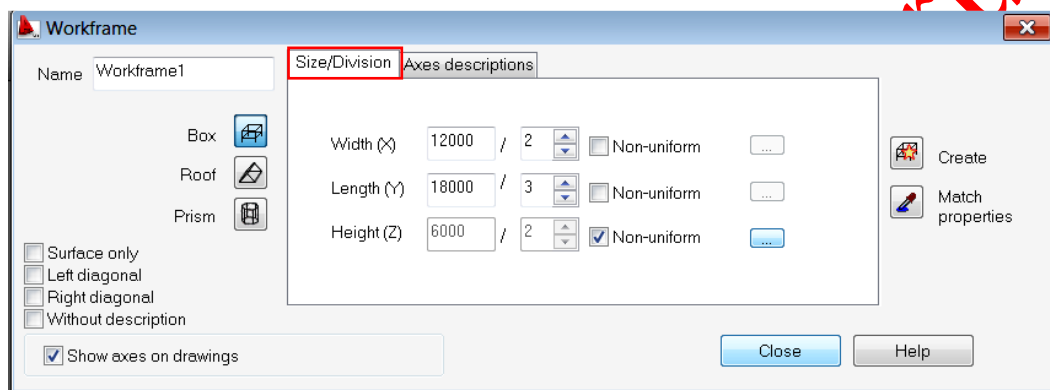 Workframe
Name Workframe1
Size/Division Axes descriptions
Box
Roof
Prism
Surface only
Left diagonal
Right diagonal
Without description
Show axes on drawings
Width (X) 12000 / 2 Non-uniform ...
Length (Y) 18000 / 3 Non-uniform ...
Height (Z) 6000 / 2 Non-uniform ...
Create
Match
properties
Close Help